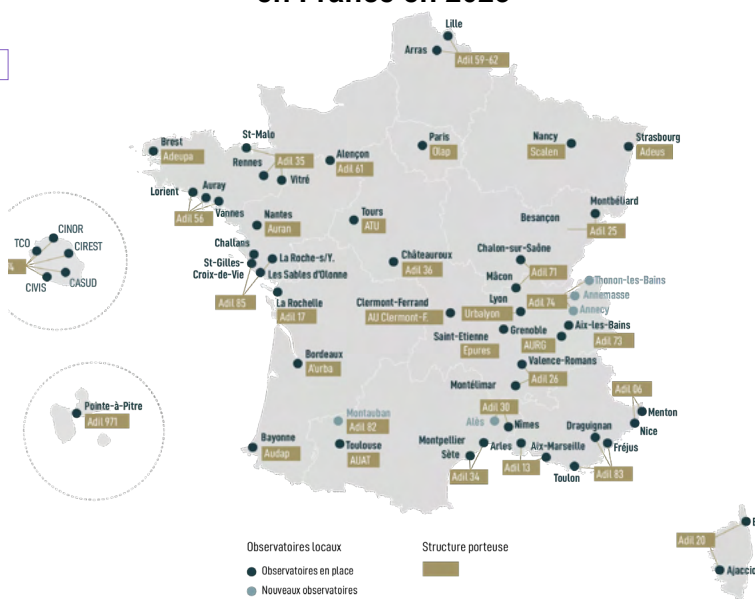 Lille
Arras
Adil 59-62
Brest
Adeupa
St-Malo
Rennes
Adil 35
Vitré
Alençon
Adil 61
Paris
Olap
Nancy
Scalen
Strasbourg
Adeus
Lorient
Auray
Vannes
Adil 56
Nantes
Auran
Tours
ATU
Besançon
Montbéliard
Adil 25
CINOR
TCO
CIREST
CIVIS
CASUD
Challans
St-Gilles-
Croix-de-Vie
La Roche-s/Y.
Les Sables d'Olonne
Adil 85
La Rochelle
Adil 17
Châteauroux
Adil 36
Chalon-sur-Saône
Adil 71
Mâcon
Thonon-les-Bains
Annemasse
Annecy
Adil 74
Lyon
Urbalyon
Clermont-Ferrand
AU Clermont-F.
Saint-Etienne
Epures
Grenoble
AURG
Aix-les-Bains
Adil 73
Valence-Romans
Adil 26
Montélimar
Bordeaux
A'urba
Pointe-à-Pitre
Adil 971
Montauban
Adil 82
Toulouse
AUAT
Bayonne
Audap
Adil 30
Alès
Nîmes
Montpellier
Sète
Adil 34
Arles
Aix-Marseille
Adil 13
Draguignan
Fréjus
Toulon
Adil 83
Adil 06
Menton
Nice
Adil 20
Observatoires locaux
Observatoires en place
Nouveaux observatoires
Structure porteuse